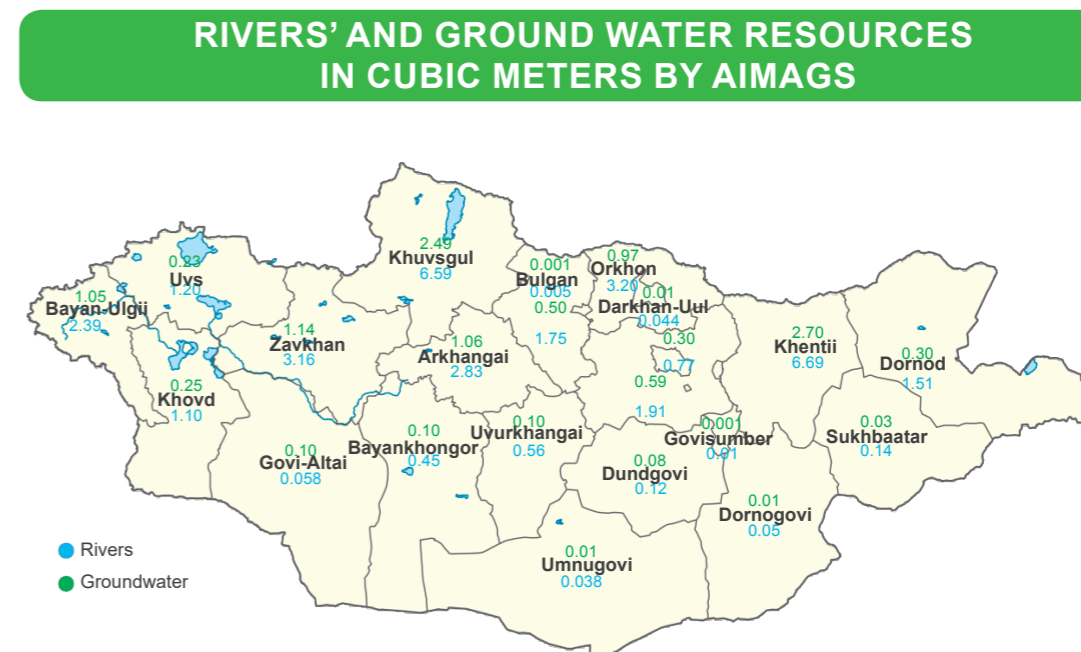 RIVERS' AND GROUND WATER RESOURCES
IN CUBIC METERS BY AIMAGS
2.49
Khuvsgul
6.59
0.23
Uvs
1.20
1.05
Bayan-Ulgii
2.39
0.001
Bulgan
0.005
0.50
1.75
0.97
Orkhon
3.20
0.01
Darkhan-Uul
0.044
0.30
0.77
0.59
1.91
1.14
Zavkhan
3.16
1.06
Arkhangai
2.83
2.70
Khentii
6.69
0.30
Dornod
1.51
0.25
Khovd
1.10
0.10
Govi-Altai
0.058
0.10
Bayankhongor
0.45
0.10
Uvurkhangai
0.56
0.001
Govisumber
0.01
0.03
Sukhbaatar
0.14
0.08
Dundgovi
0.12
0.01
Dornogovi
0.05
0.01
Umnugovi
0.038
Rivers
Groundwater